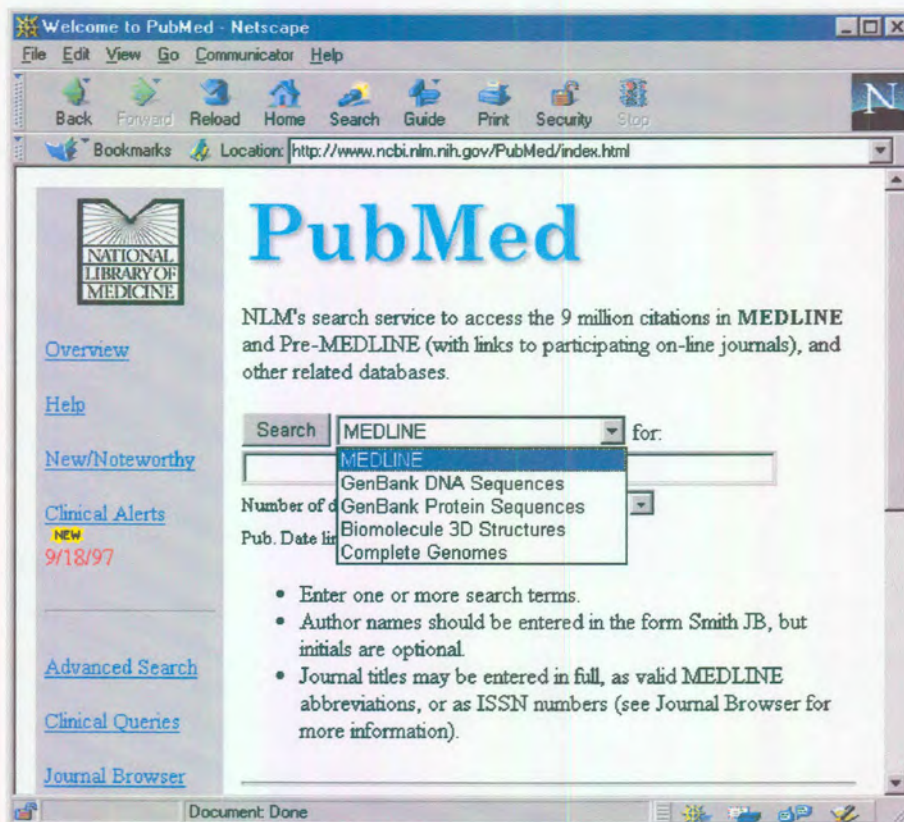 Welcome to PubMed - Netscape
File Edit View Go Communicator Help
Back Forward Reload Home Search Guide Print Security Stop
N
Bookmarks Location: http://www.ncbi.nlm.nih.gov/PubMed/index.html
NATIONAL
LIBRARY OF
MEDICINE
Overview
Help
New/Noteworthy
Clinical Alerts
NEW
9/18/97
Advanced Search
Clinical Queries
Journal Browser
PubMed
NLM's search service to access the 9 million citations in MEDLINE
and Pre-MEDLINE (with links to participating on-line journals), and
other related databases.
Search MEDLINE for:
MEDLINE
GenBank DNA Sequences
Number of d GenBank Protein Sequences
Pub. Date li Biomolecule 3D Structures
Complete Genomes
• Enter one or more search terms.
• Author names should be entered in the form Smith JB, but
initials are optional.
• Journal titles may be entered in full, as valid MEDLINE
abbreviations, or as ISSN numbers (see Journal Browser for
more information).
Document: Done